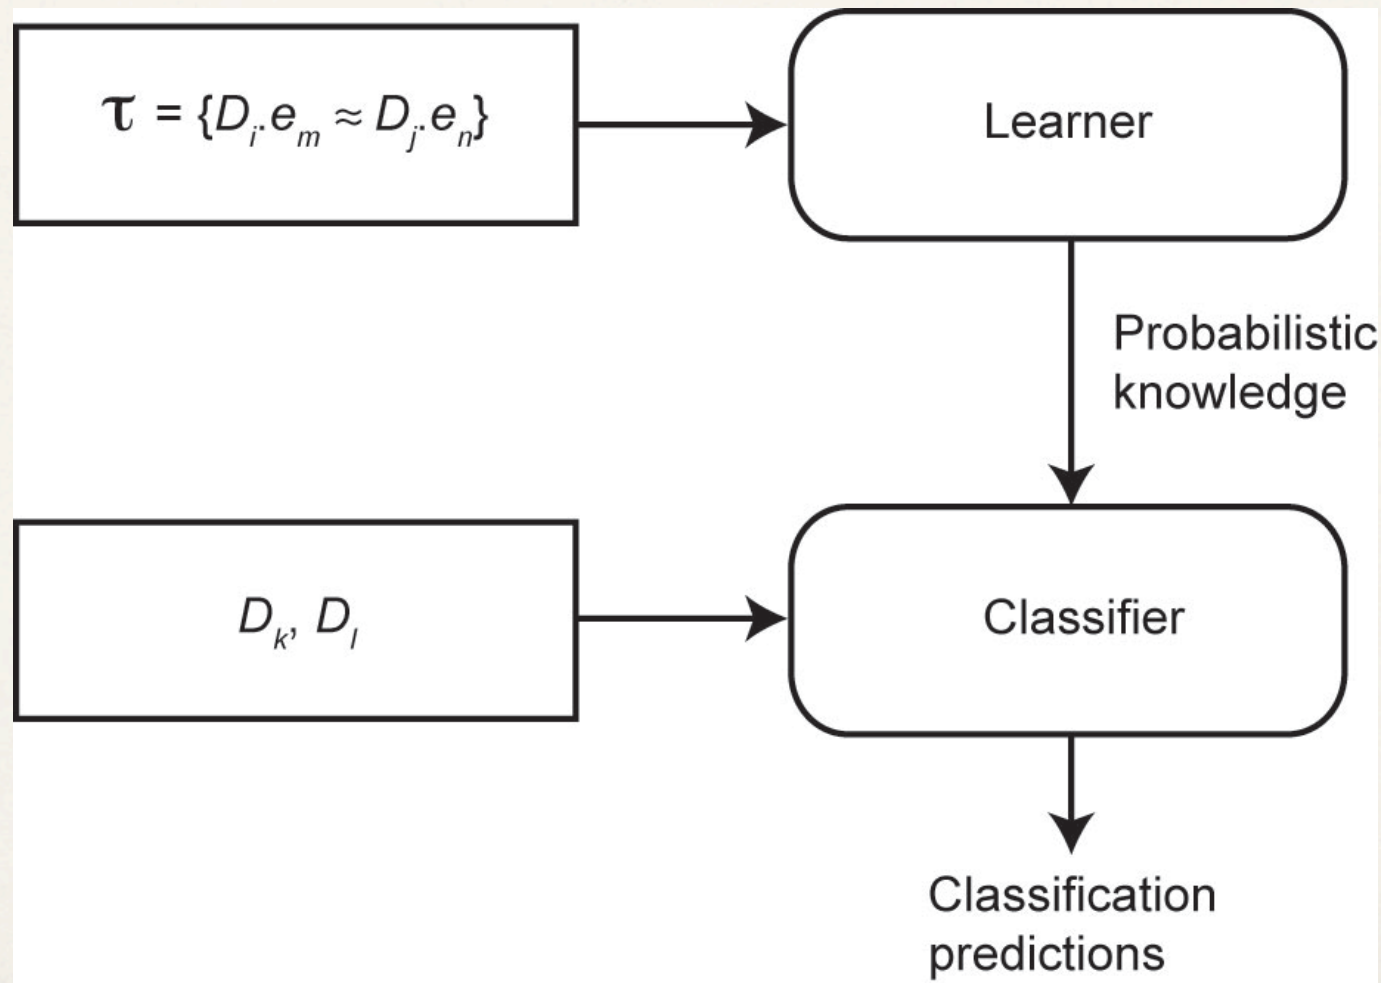 τ = {Dᵢ.eₘ ≈ Dⱼ.eₙ}
Learner
Probabilistic
knowledge
Dₖ, Dₗ
Classifier
Classification
predictions